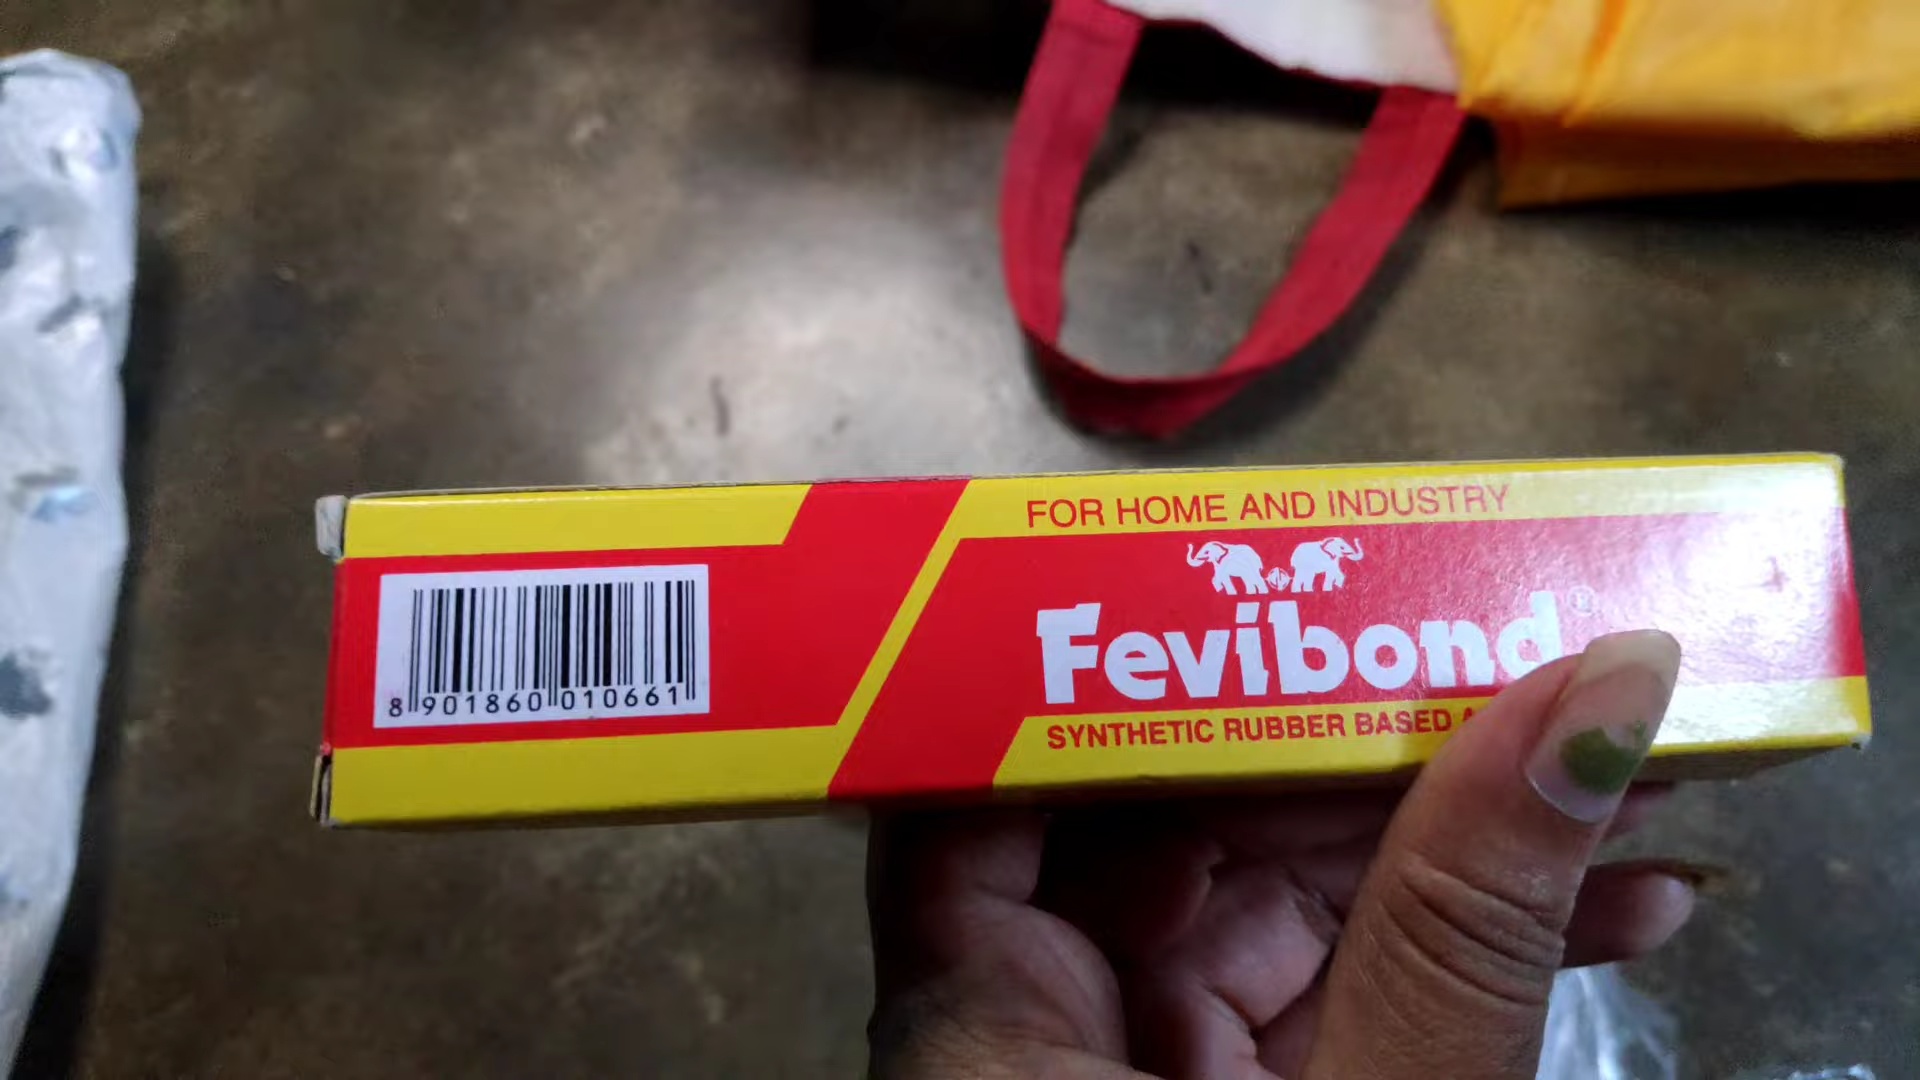 FOR HOME AND INDUSTRY
Fevibond®
SYNTHETIC RUBBER BASED
8 901860 010661